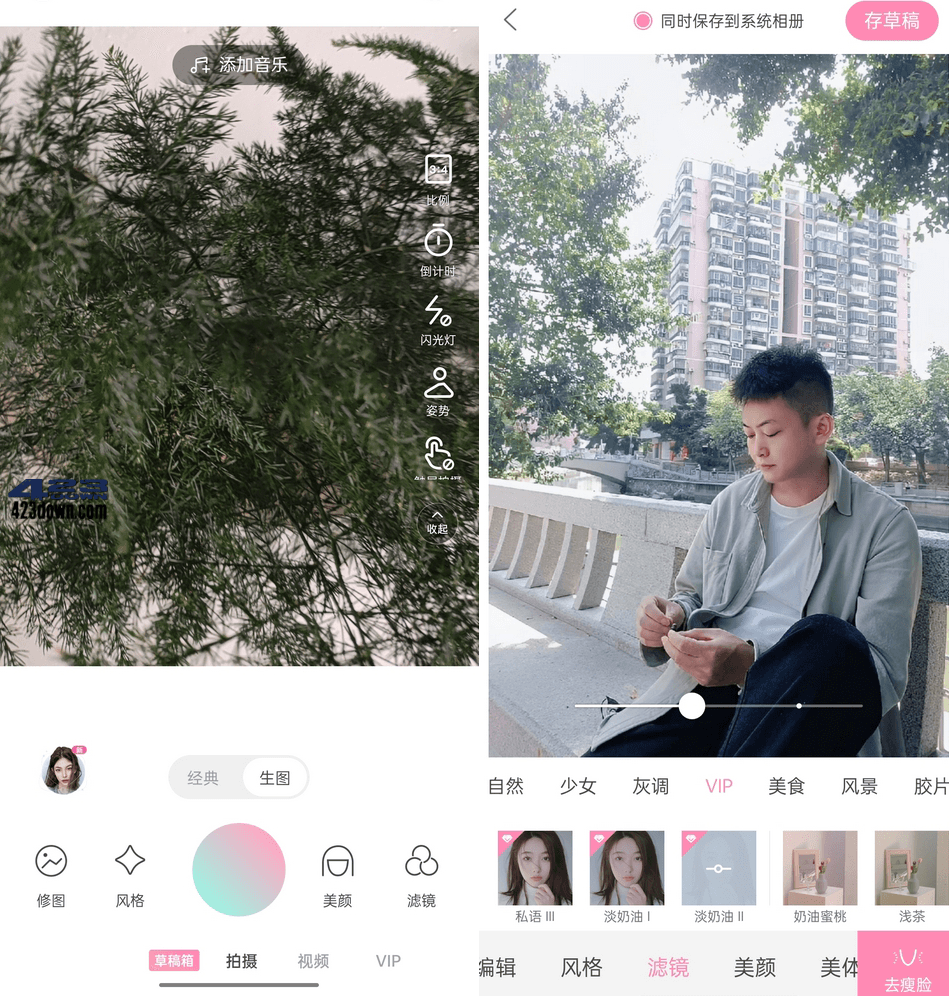 添加音乐
3:4
比例
倒计时
闪光灯
姿势
423
423down.com
收起
新
经典
生图
修图
风格
美颜
滤镜
草稿箱
拍摄
视频
VIP
同时保存到系统相册
存草稿
自然
少女
灰调
VIP
美食
风景
胶片
私语 III
淡奶油 I
淡奶油 II
奶油蜜桃
浅茶
编辑
风格
滤镜
美颜
美体
去瘦脸